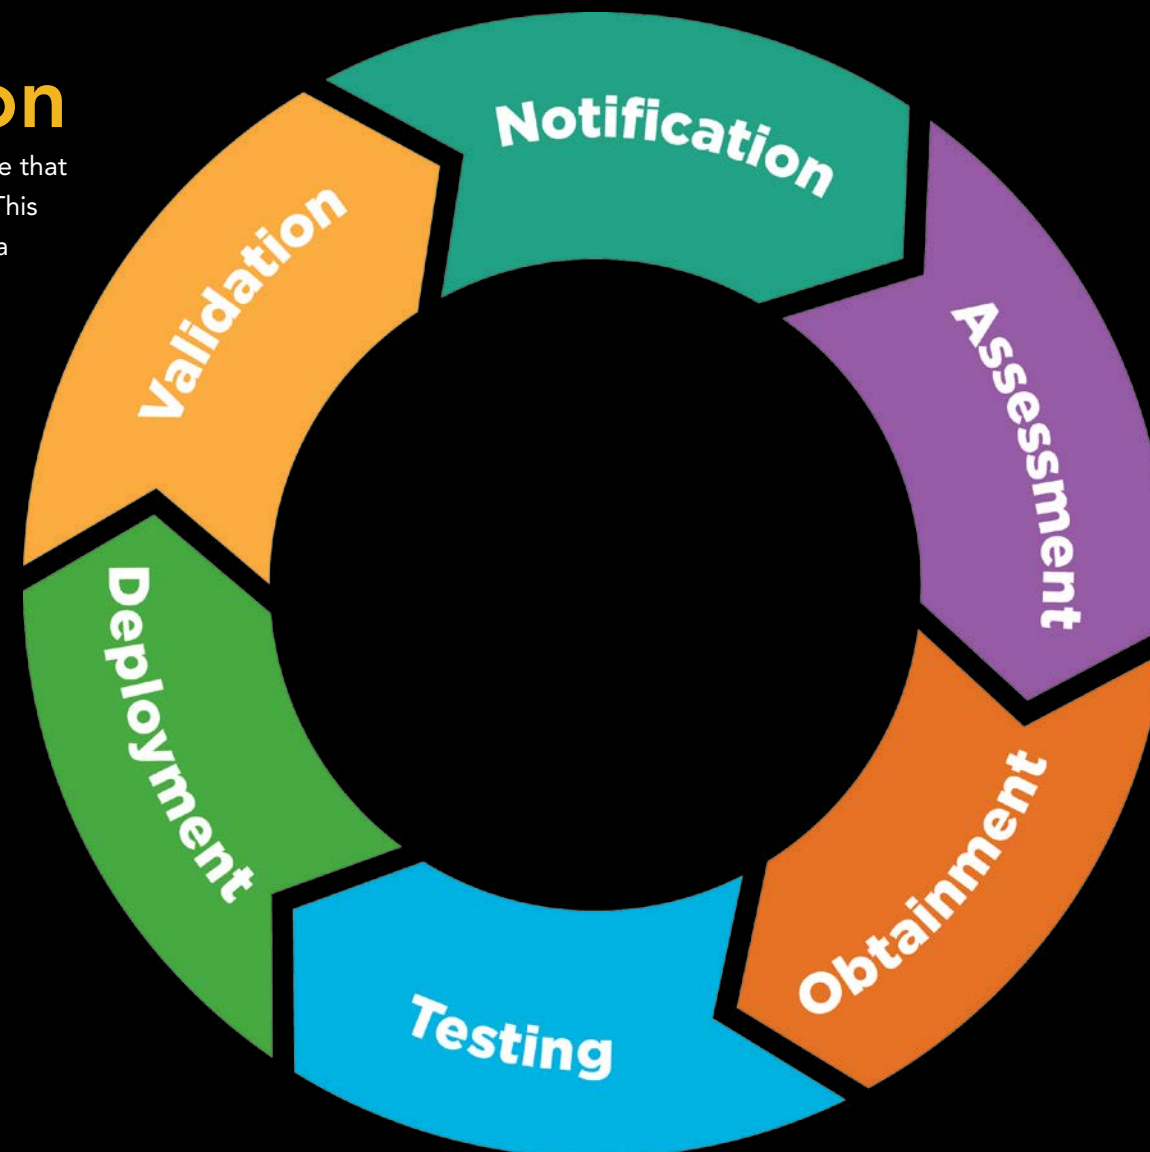 on
e that
This
a
Notification
Assessment
Obtainment
Testing
Deployment
Validation